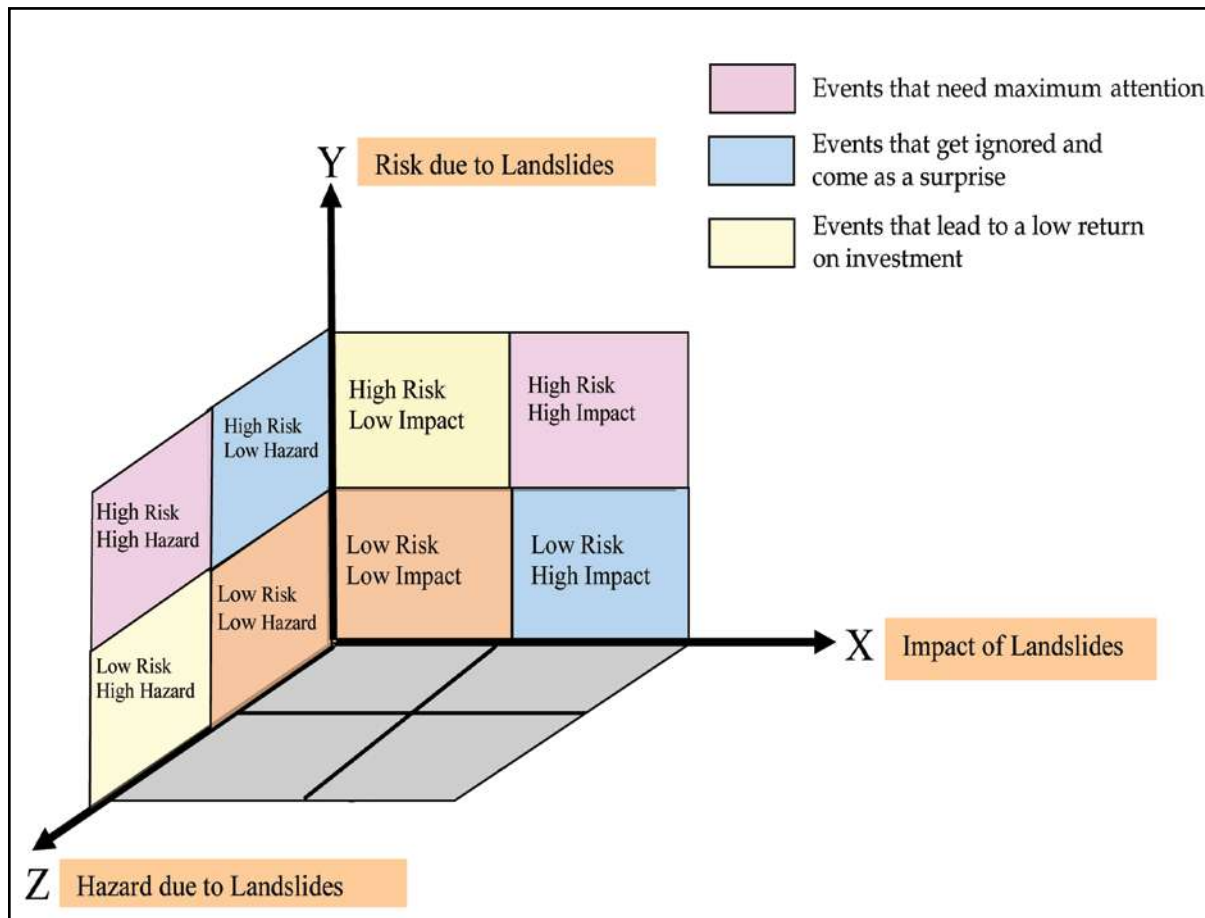 Events that need maximum attention
Events that get ignored and
come as a surprise
Events that lead to a low return
on investment
Y
Risk due to Landslides
High Risk
Low Impact
High Risk
High Impact
High Risk
Low Hazard
High Risk
High Hazard
Low Risk
Low Impact
Low Risk
High Impact
Low Risk
Low Hazard
Low Risk
High Hazard
X
Impact of Landslides
Z
Hazard due to Landslides